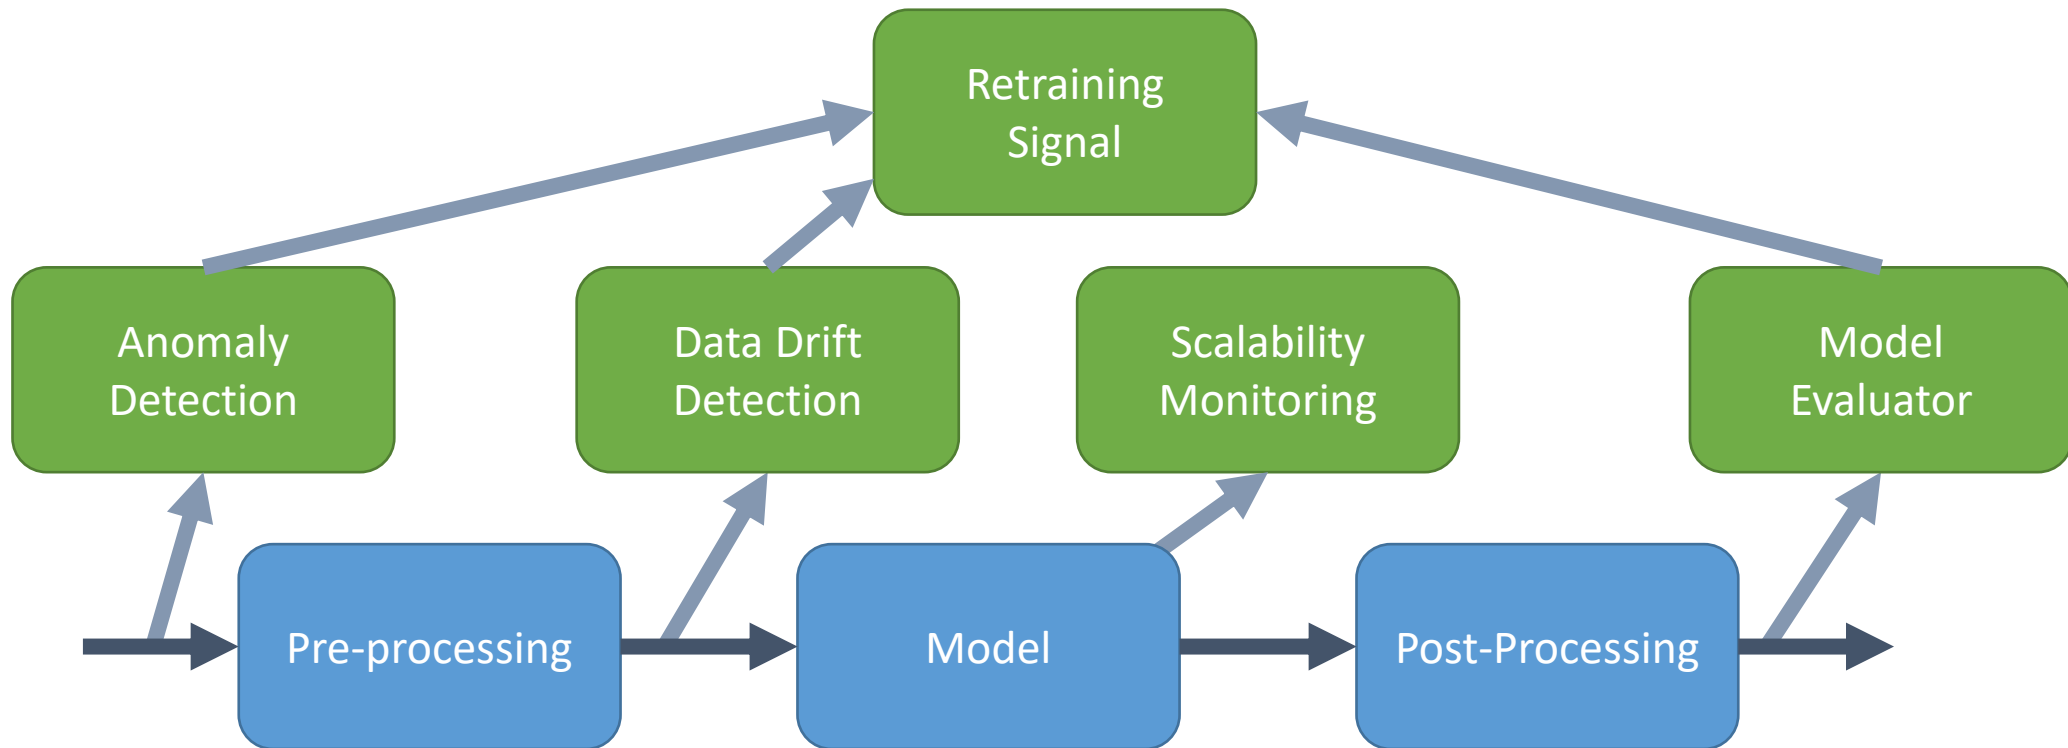 Retraining
Signal
Anomaly
Detection
Data Drift
Detection
Scalability
Monitoring
Model
Evaluator
Pre-processing
Model
Post-Processing